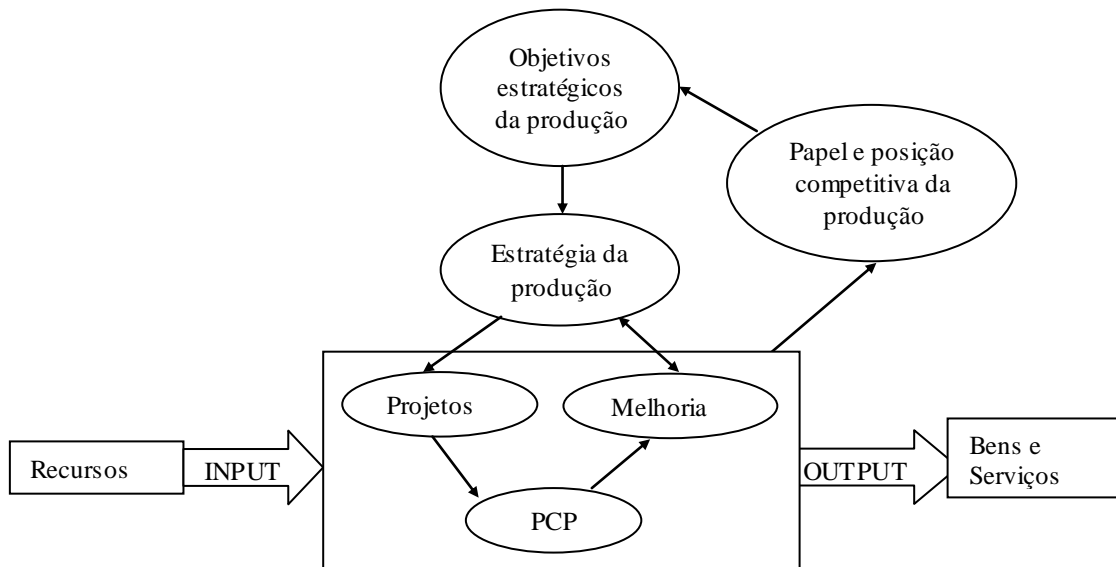 Objetivos
estratégicos
da produção
Papel e posição
competitiva da
produção
Estratégia da
produção
Projetos
Melhoria
Recursos
INPUT
OUTPUT
Bens e
Serviços
PCP